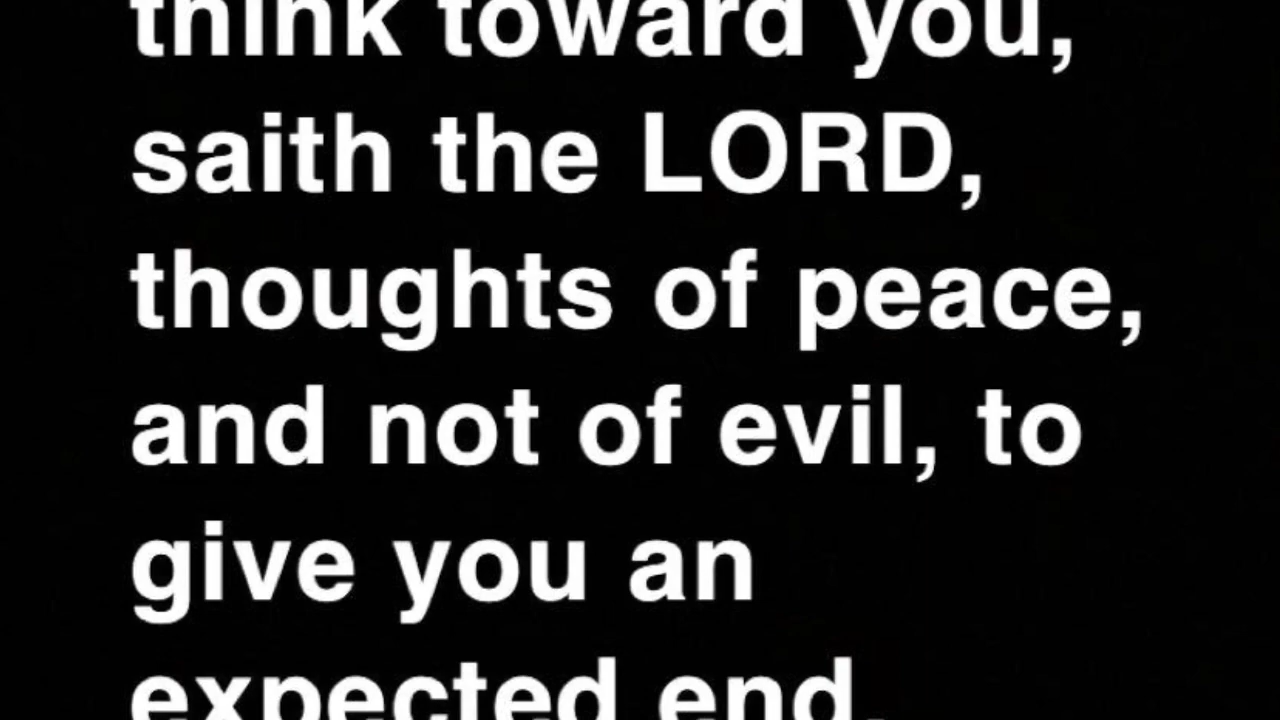 think toward you,
saith the LORD,
thoughts of peace,
and not of evil, to
give you an
expected end.